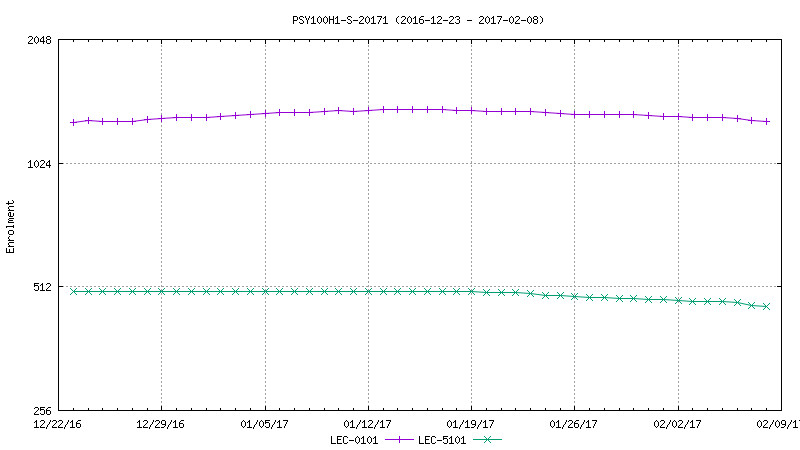 PSY100H1-S-20171 (2016-12-23 - 2017-02-08)
2048
1024
Enrolment
512
256
12/22/16 12/29/16 01/05/17 01/12/17 01/19/17 01/26/17 02/02/17 02/09/17
LEC-0101 LEC-5101